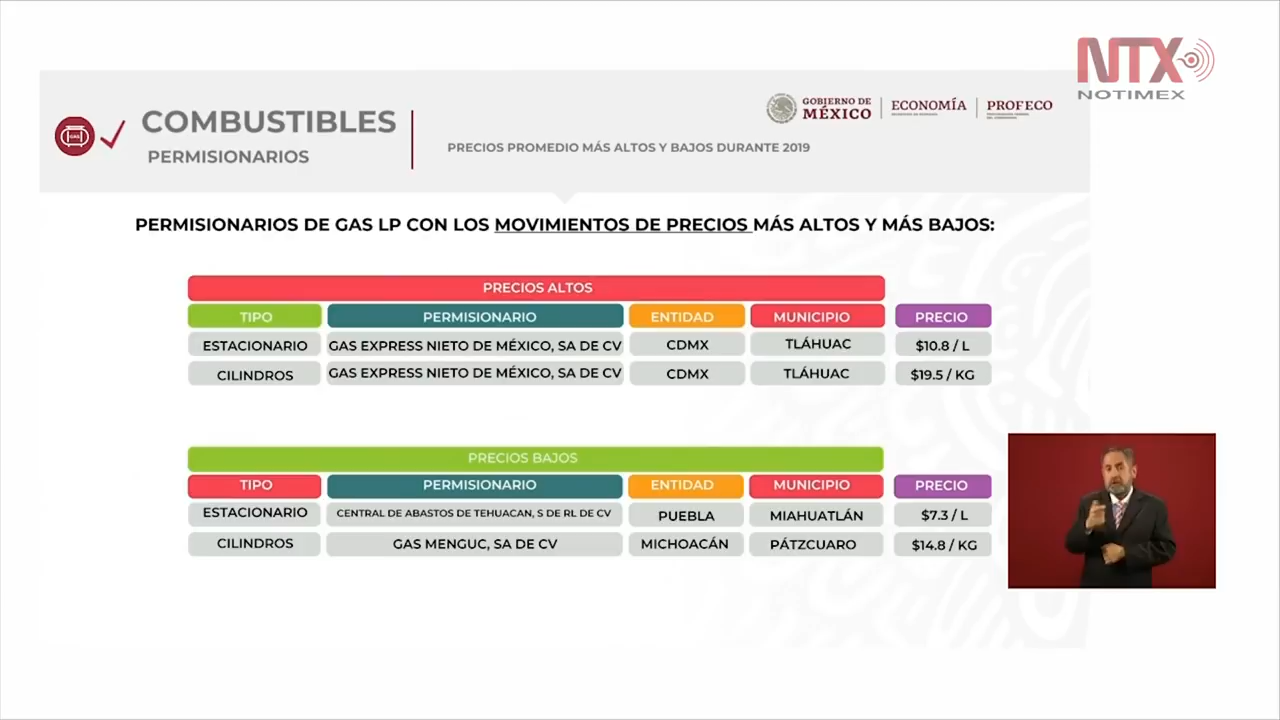 NTX
NOTIMEX
GAS
COMBUSTIBLES
PERMISIONARIOS
PRECIOS PROMEDIO MÁS ALTOS Y BAJOS DURANTE 2019
GOBIERNO DE
MÉXICO
ECONOMÍA
PROFECO
PERMISIONARIOS DE GAS LP CON LOS MOVIMIENTOS DE PRECIOS MÁS ALTOS Y MÁS BAJOS:
PRECIOS ALTOS
TIPO PERMISIONARIO ENTIDAD MUNICIPIO PRECIO
ESTACIONARIO GAS EXPRESS NIETO DE MÉXICO, SA DE CV CDMX TLÁHUAC $10.8 / L
CILINDROS GAS EXPRESS NIETO DE MÉXICO, SA DE CV CDMX TLÁHUAC $19.5 / KG
PRECIOS BAJOS
TIPO PERMISIONARIO ENTIDAD MUNICIPIO PRECIO
ESTACIONARIO CENTRAL DE ABASTOS DE TEHUACAN, S DE RL DE CV PUEBLA MIAHUATLÁN $7.3 / L
CILINDROS GAS MENGUC, SA DE CV MICHOACÁN PÁTZCUARO $14.8 / KG